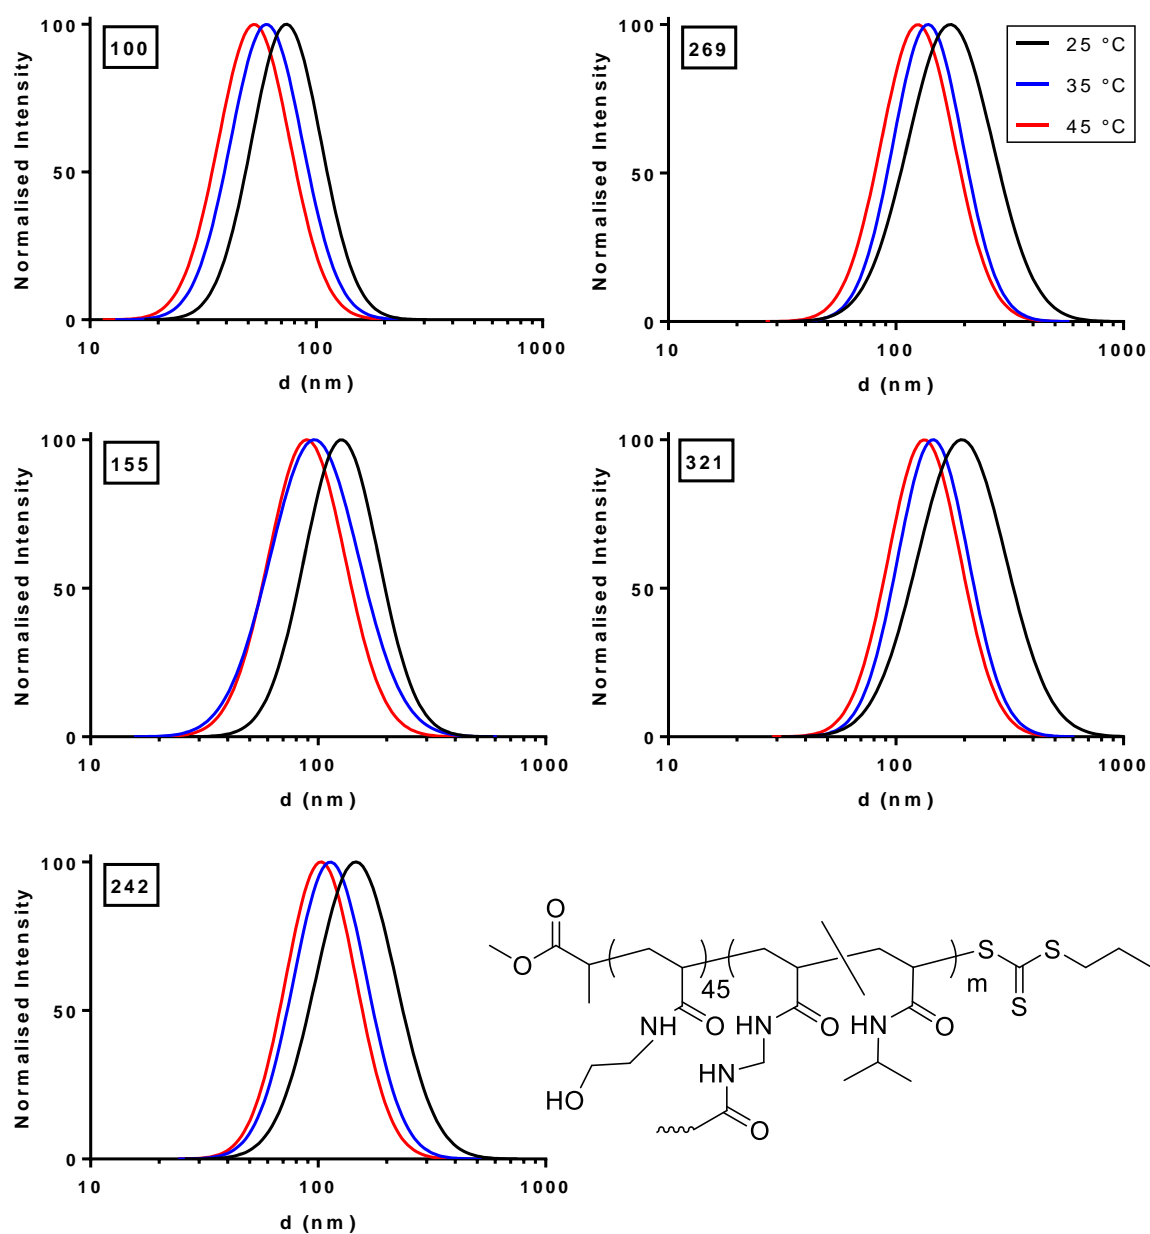 100
Normalised Intensity
100
50
0
10
100
1000
d (nm)
269
Normalised Intensity
100
50
0
10
100
1000
d (nm)
25 °C
35 °C
45 °C
155
Normalised Intensity
100
50
0
10
100
1000
d (nm)
321
Normalised Intensity
100
50
0
10
100
1000
d (nm)
242
Normalised Intensity
100
50
0
10
100
1000
d (nm)
O
O
45
m
S
S
S
NH
O
HN
O
HN
O
HO
HN
O